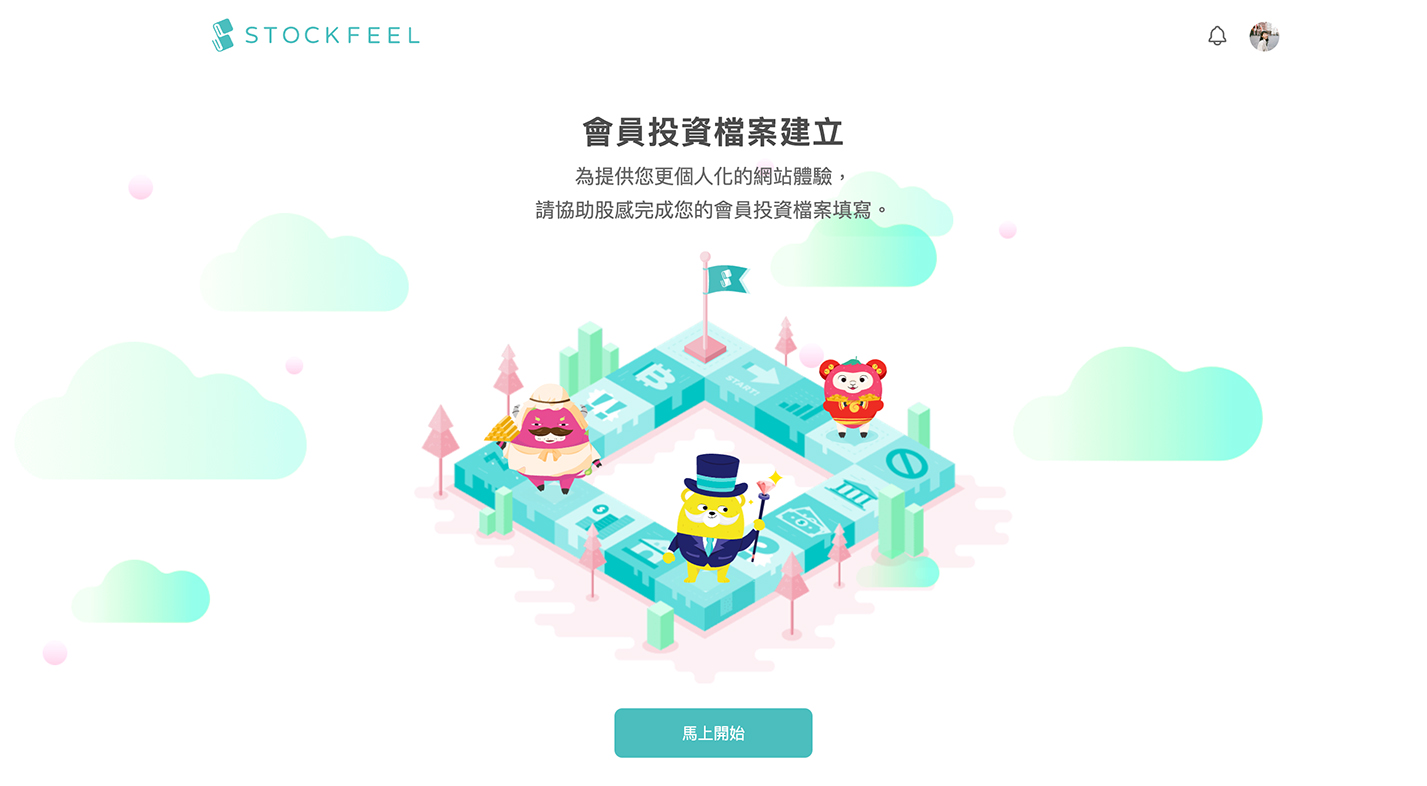 STOCKFEEL
會員投資檔案建立
為提供您更個人化的網站體驗，
請協助股感完成您的會員投資檔案填寫。
START!
馬上開始